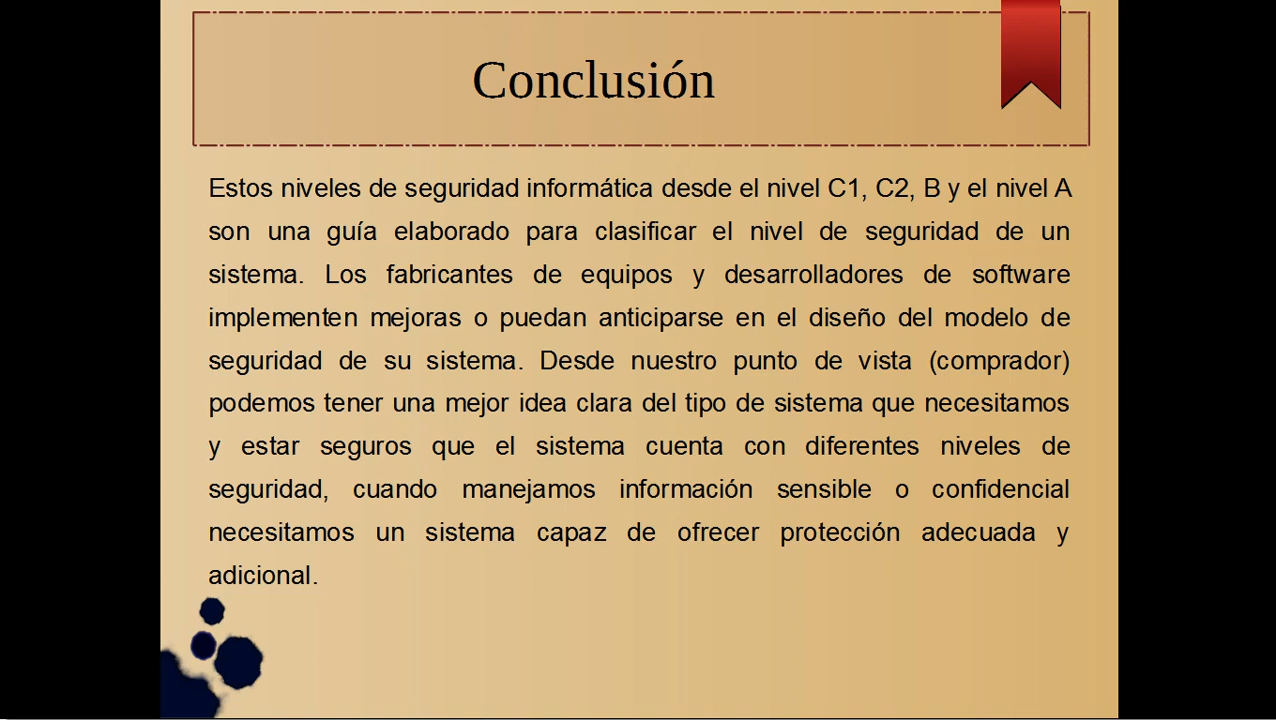 Conclusión
Estos niveles de seguridad informática desde el nivel C1, C2, B y el nivel A
son una guía elaborado para clasificar el nivel de seguridad de un
sistema. Los fabricantes de equipos y desarrolladores de software
implementen mejoras o puedan anticiparse en el diseño del modelo de
seguridad de su sistema. Desde nuestro punto de vista (comprador)
podemos tener una mejor idea clara del tipo de sistema que necesitamos
y estar seguros que el sistema cuenta con diferentes niveles de
seguridad, cuando manejamos información sensible o confidencial
necesitamos un sistema capaz de ofrecer protección adecuada y
adicional.